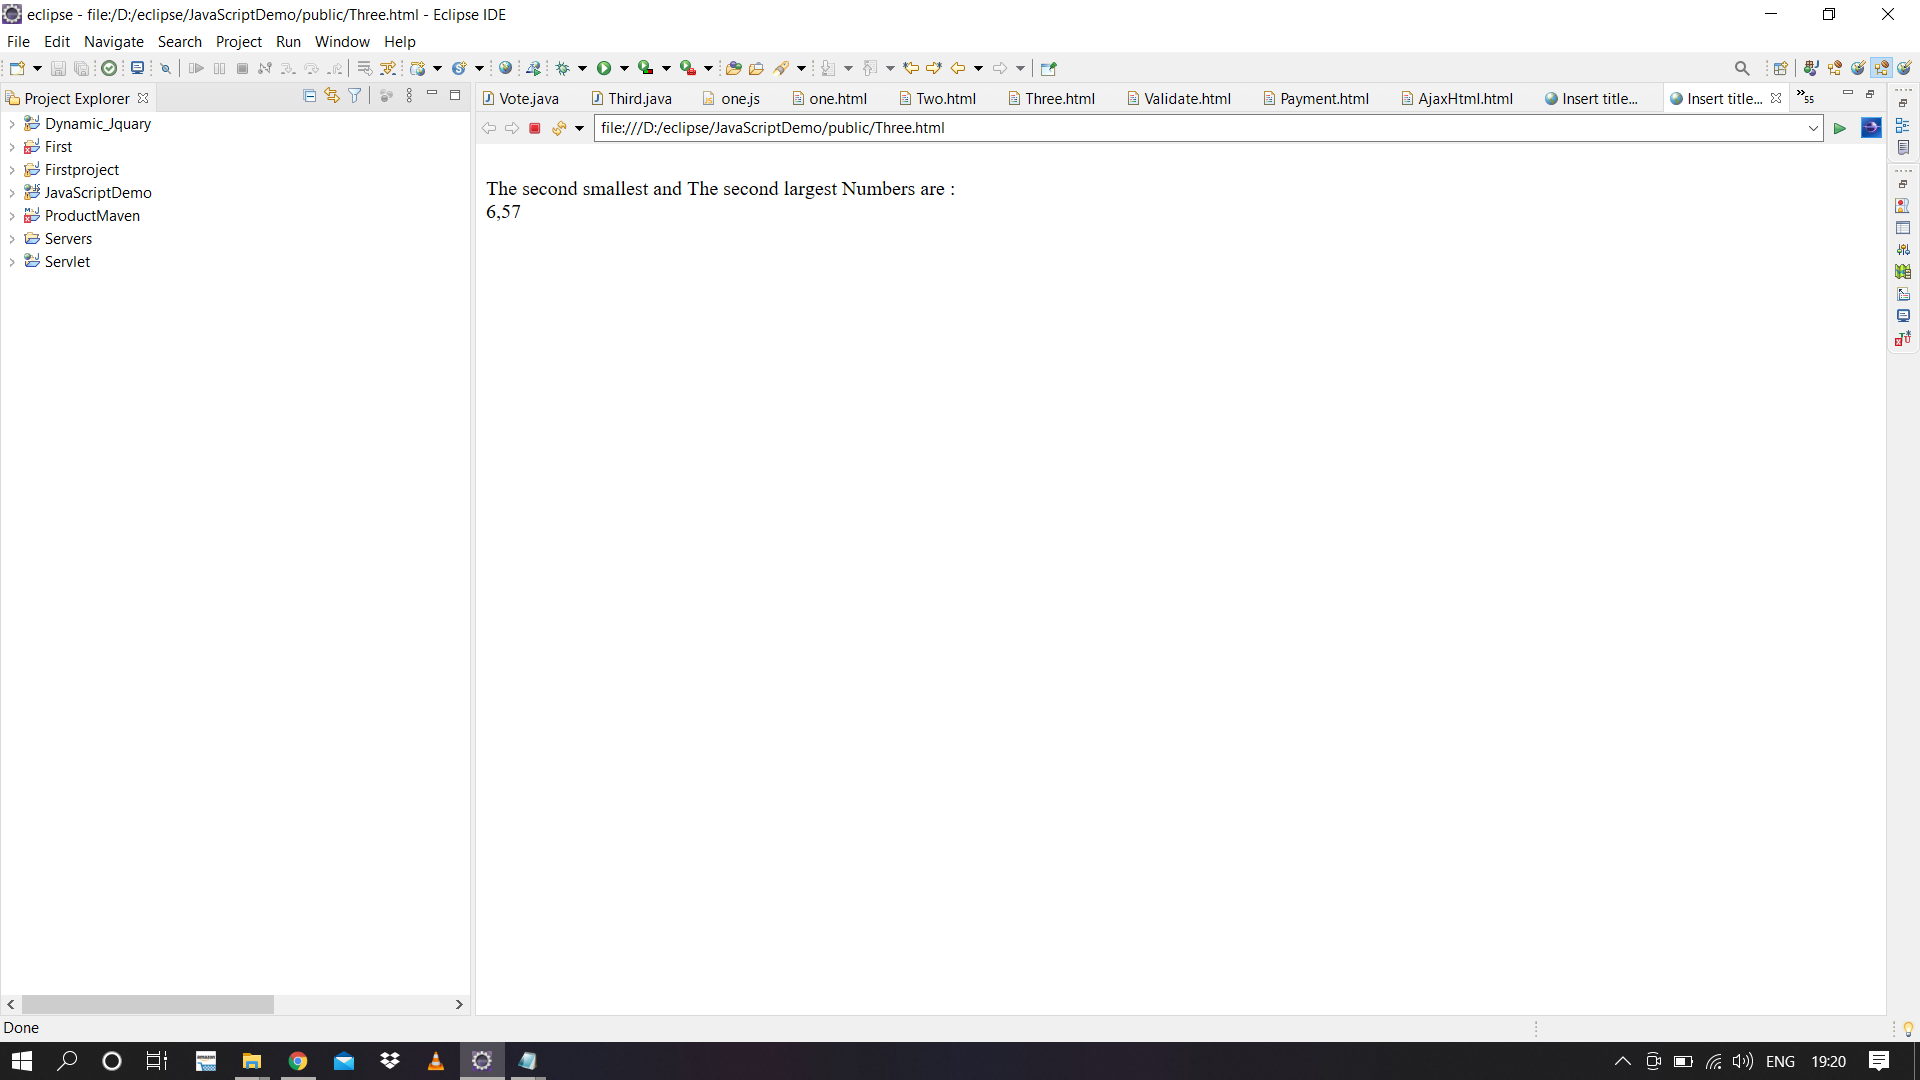 eclipse - file:/D:/eclipse/JavaScriptDemo/public/Three.html - Eclipse IDE
File Edit Navigate Search Project Run Window Help
Project Explorer
Vote.java Third.java one.js one.html Two.html Three.html Validate.html Payment.html AjaxHtml.html Insert title... Insert title... »55
file:///D:/eclipse/JavaScriptDemo/public/Three.html
Dynamic_Jquary
First
Firstproject
JavaScriptDemo
ProductMaven
Servers
Servlet
The second smallest and The second largest Numbers are :
6,57
Done
ENG 19:20